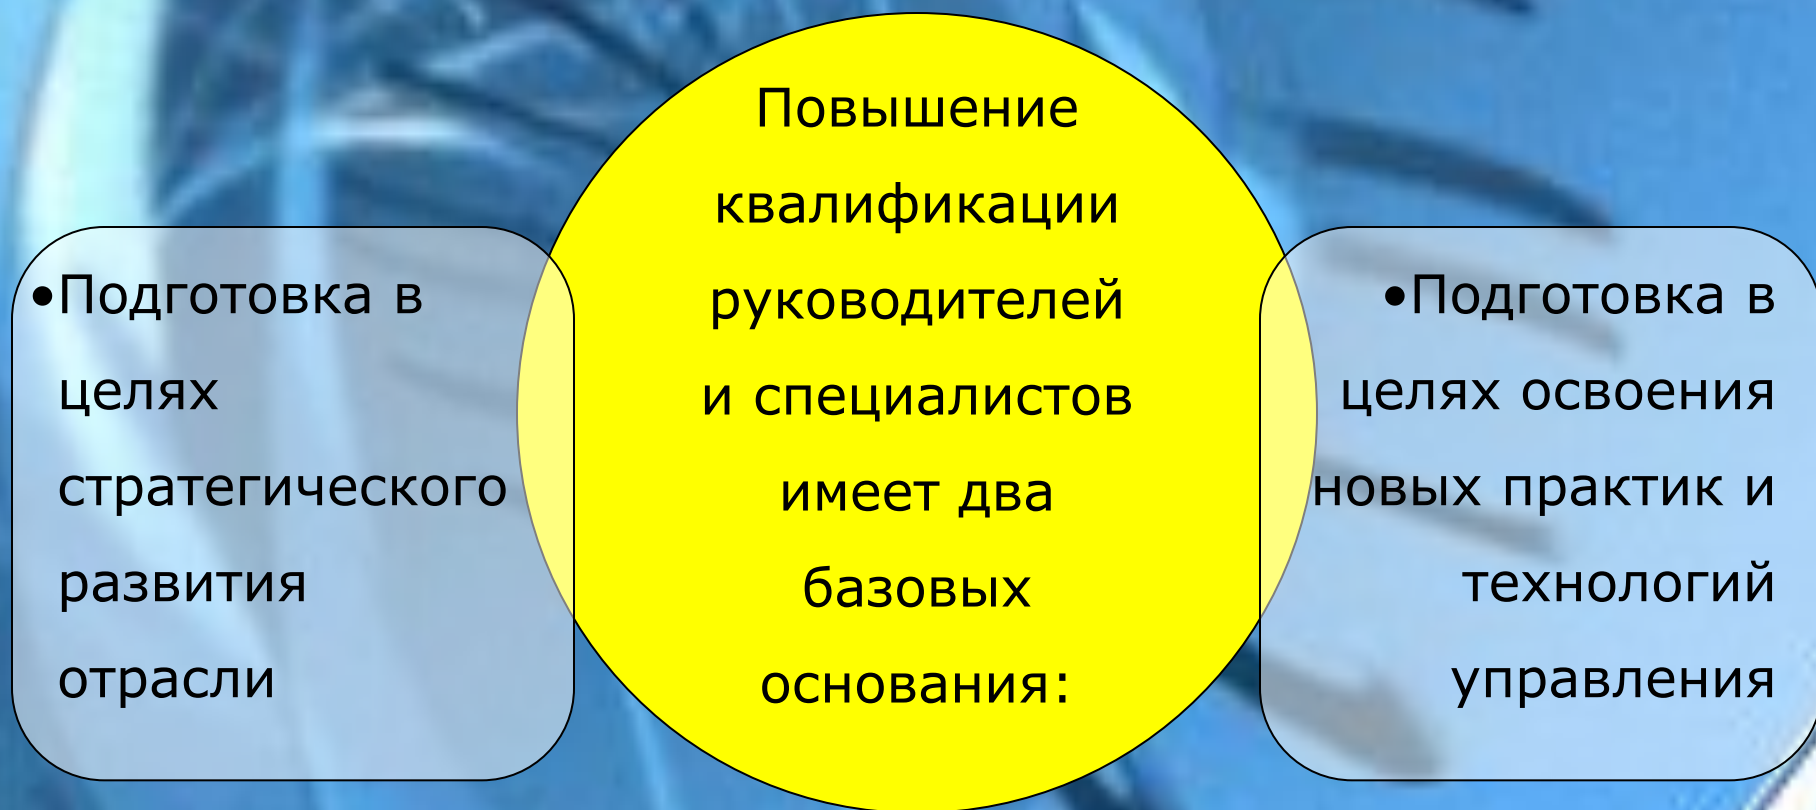 Повышение
квалификации
руководителей
и специалистов
имеет два
базовых
основания:
•Подготовка в
целях
стратегического
развития
отрасли
•Подготовка в
целях освоения
новых практик и
технологий
управления